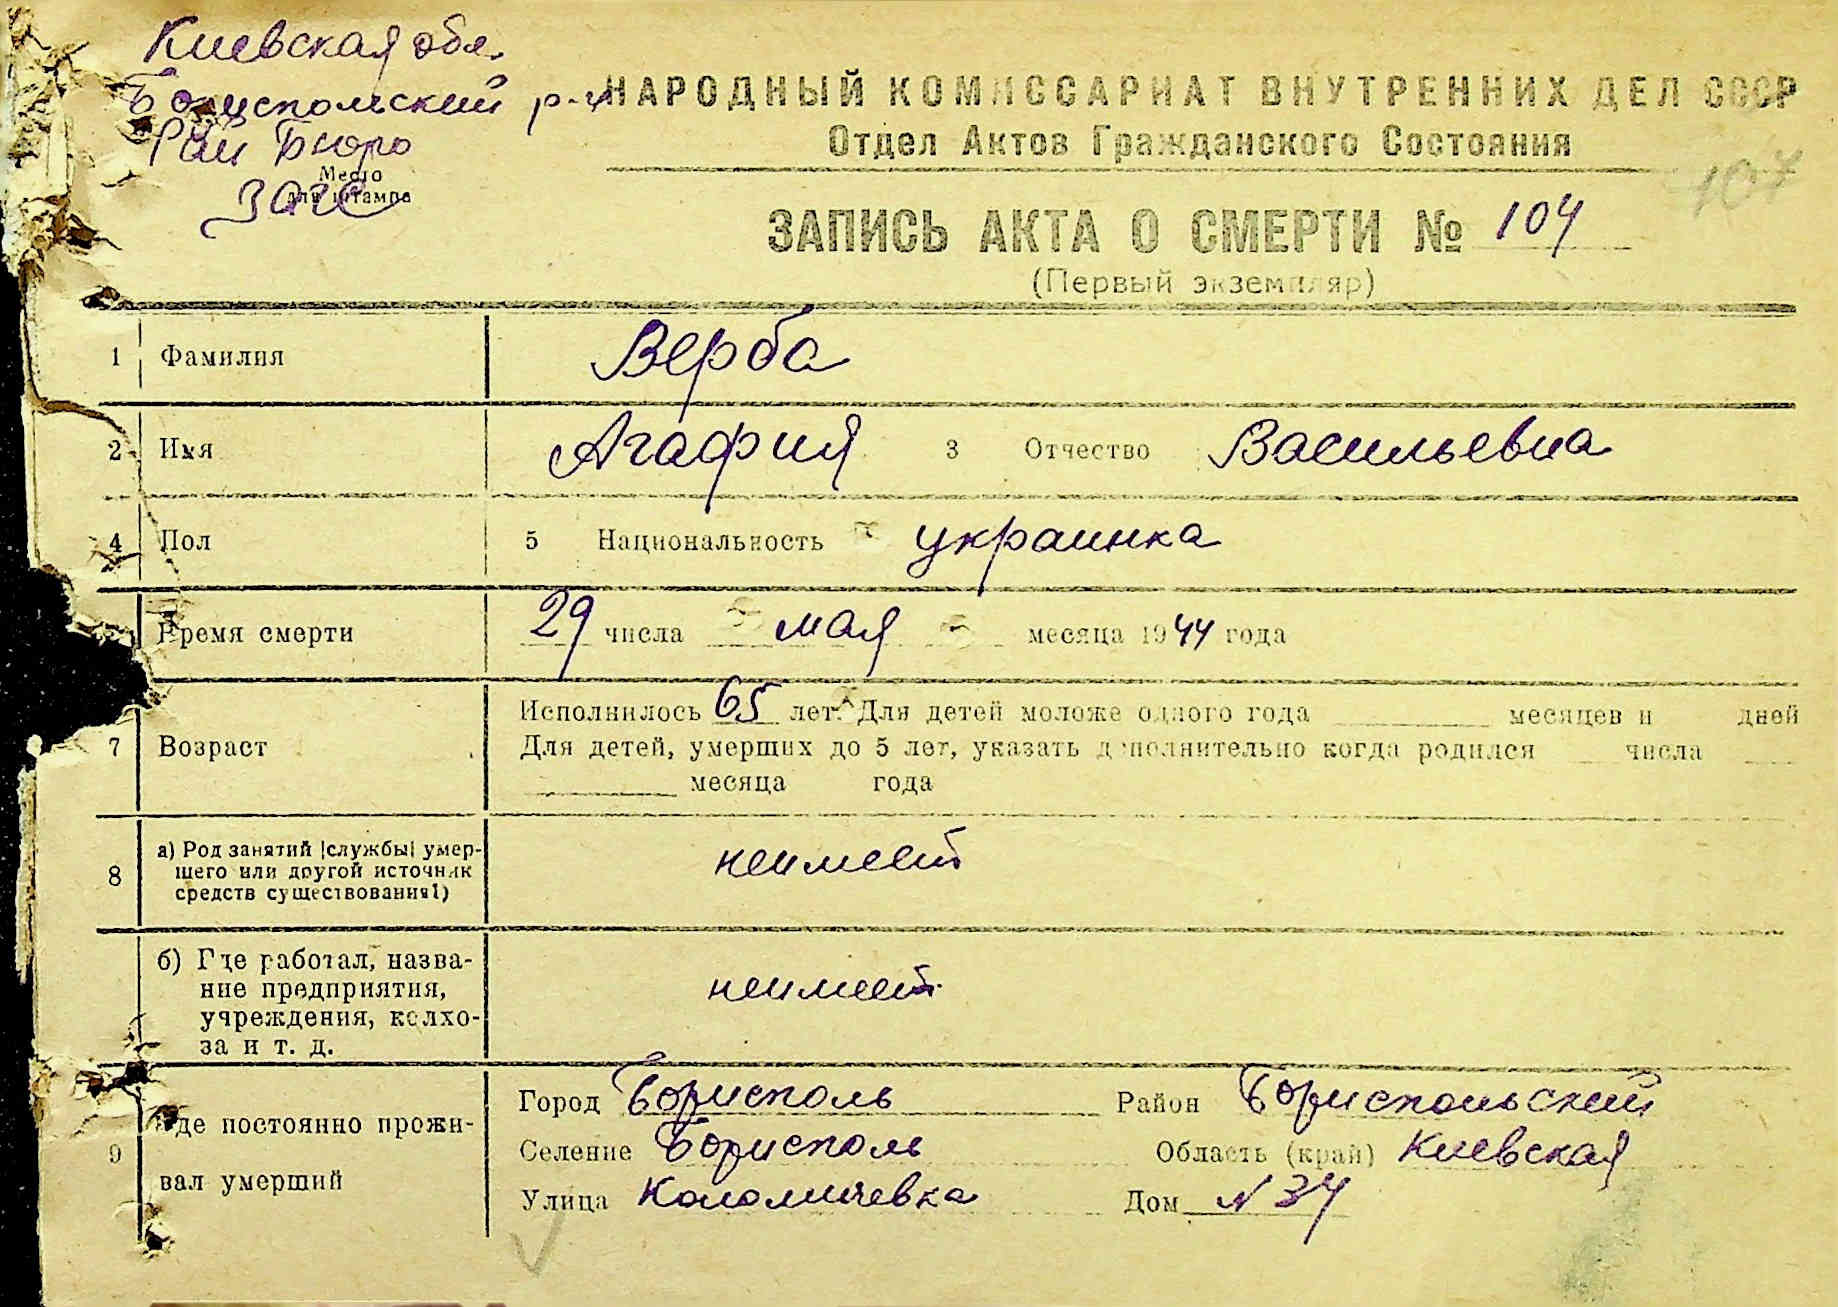 Киевская обл.
Бориспольский р-н
Рай Бюро
Место
для штампа
ЗАГС
НАРОДНЫЙ КОМИССАРИАТ ВНУТРЕННИХ ДЕЛ СССР
Отдел Актов Гражданского Состояния
107
ЗАПИСЬ АКТА О СМЕРТИ № 104
(Первый экземпляр)
1 Фамилия Верба
2 Имя Агафия 3 Отчество Васильевна
4 Пол 5 Национальность украинка
Время смерти 29 числа мая месяца 1944 года
7 Возраст Исполнилось 65 лет. Для детей моложе одного года месяцев и дней
Для детей, умерших до 5 лет, указать дополнительно когда родился числа
месяца года
8 а) Род занятий (службы) умер-
шего или другой источник
средств существования1)
неимеет
б) Где работал, назва-
ние предприятия,
учреждения, колхо-
за и т. д.
неимеет
9 Где постоянно прожи-
вал умерший
Город Борисполь Район Бориспольский
Селение Борисполь Область (край) Киевская
Улица Коломичевка Дом N 34